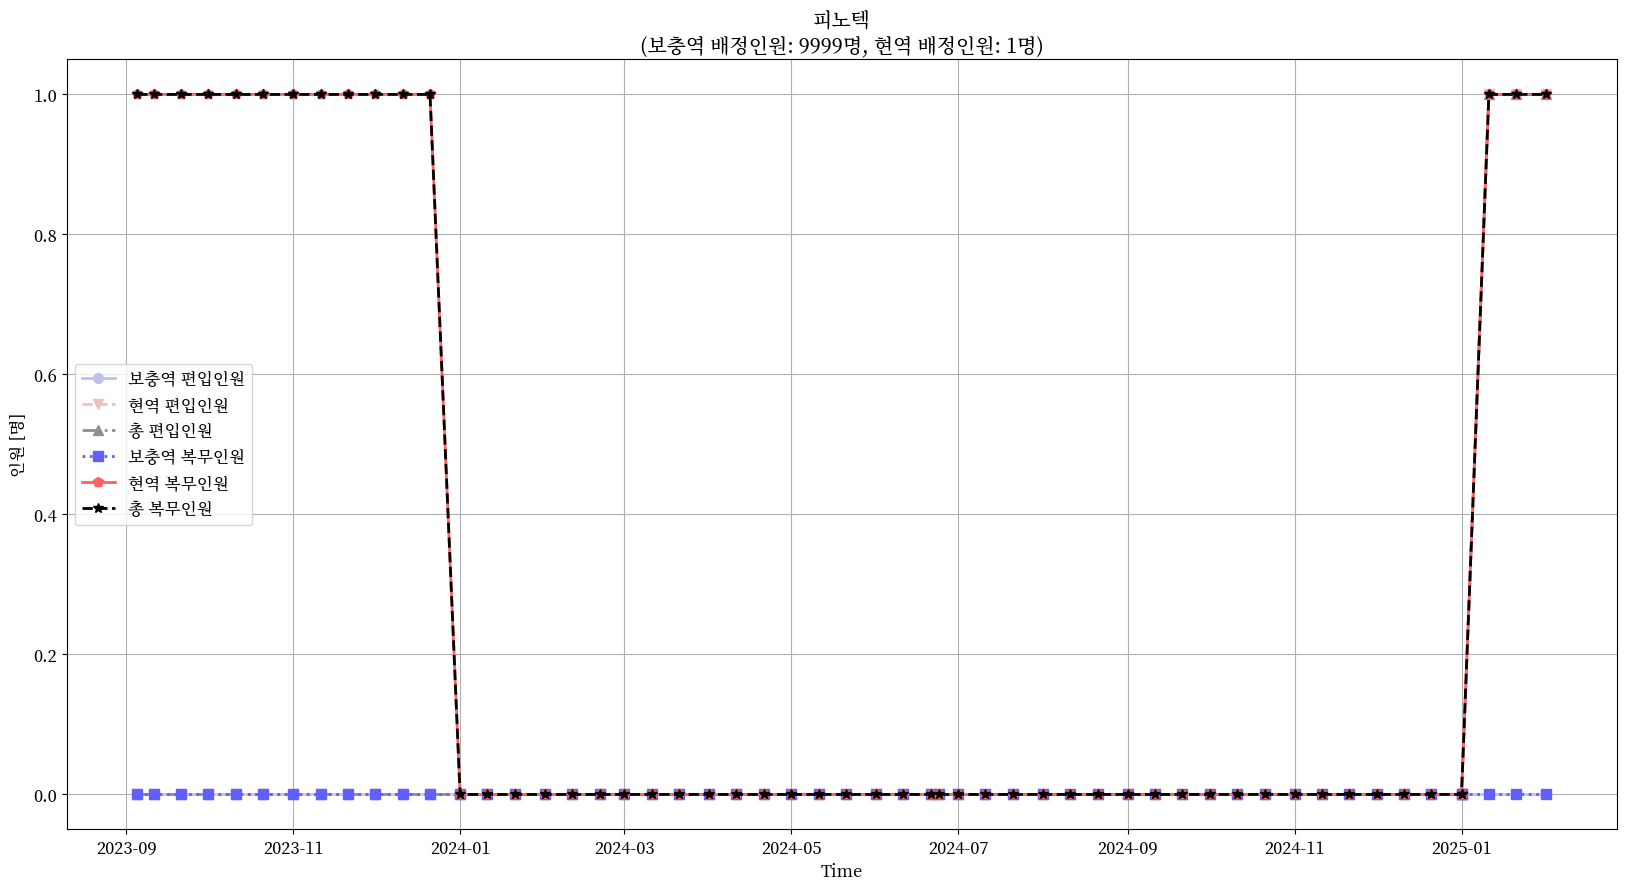 피노텍
(보충역 배정인원: 9999명, 현역 배정인원: 1명)
1.0
0.8
0.6
0.4
0.2
0.0
인원 [명]
보충역 편입인원
현역 편입인원
총 편입인원
보충역 복무인원
현역 복무인원
총 복무인원
2023-09
2023-11
2024-01
2024-03
2024-05
2024-07
2024-09
2024-11
2025-01
Time